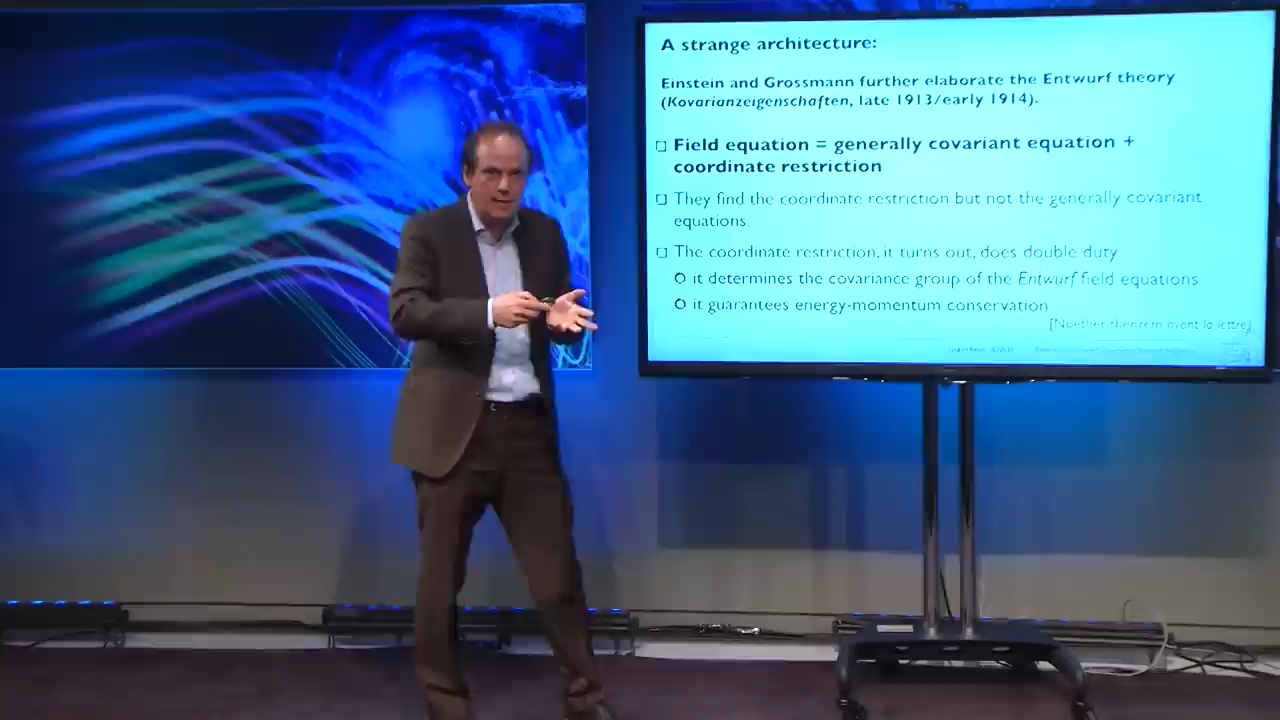 A strange architecture:
Einstein and Grossmann further elaborate the Entwurf theory
(Kovarianzeigenschaften, late 1913/early 1914).
Field equation = generally covariant equation +
coordinate restriction
They find the coordinate restriction but not the generally covariant
equations.
The coordinate restriction, it turns out, does double duty:
it determines the covariance group of the Entwurf field equations
it guarantees energy-momentum conservation
[Noether theorem avant la lettre]